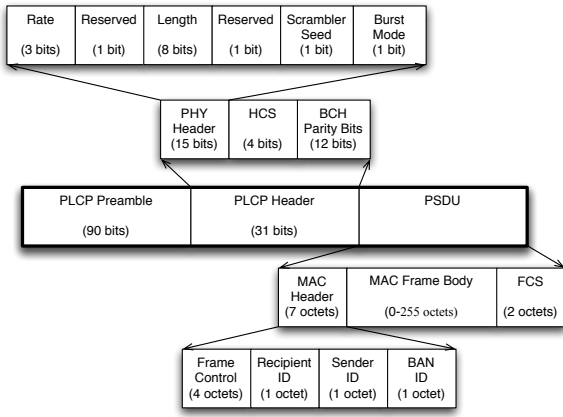 Rate Reserved Length Reserved Scrambler Seed Burst Mode
(3 bits) (1 bit) (8 bits) (1 bit) (1 bit) (1 bit)
PHY Header HCS BCH Parity Bits
(15 bits) (4 bits) (12 bits)
PLCP Preamble PLCP Header PSDU
(90 bits) (31 bits)
MAC Header MAC Frame Body FCS
(7 octets) (0-255 octets) (2 octets)
Frame Control Recipient ID Sender ID BAN ID
(4 octets) (1 octet) (1 octet) (1 octet)